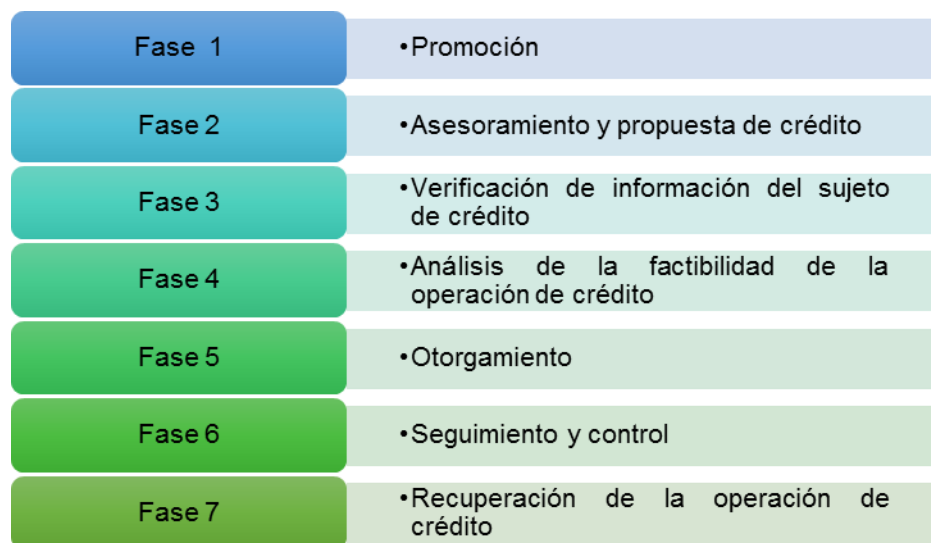 Fase 1
•Promoción
Fase 2
•Asesoramiento y propuesta de crédito
Fase 3
•Verificación de información del sujeto
de crédito
Fase 4
•Análisis de la factibilidad de la
operación de crédito
Fase 5
•Otorgamiento
Fase 6
•Seguimiento y control
Fase 7
•Recuperación de la operación de
crédito